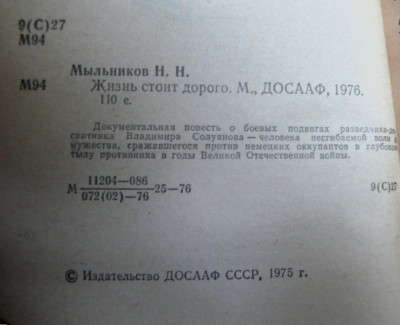 9(С)27
М94
Мыльников Н. Н.
М94 Жизнь стоит дорого. М., ДОСААФ, 1976.
110 с.
Документальная повесть о боевых подвигах разведчика-де-
сантника Владимира Солуянова — человека несгибаемой воли и
мужества, сражавшегося против немецких оккупантов в глубоком
тылу противника в годы Великой Отечественной войны.
11204—086
М 25—76 9(С)27
072(02)—76
© Издательство ДОСААФ СССР, 1975 г.